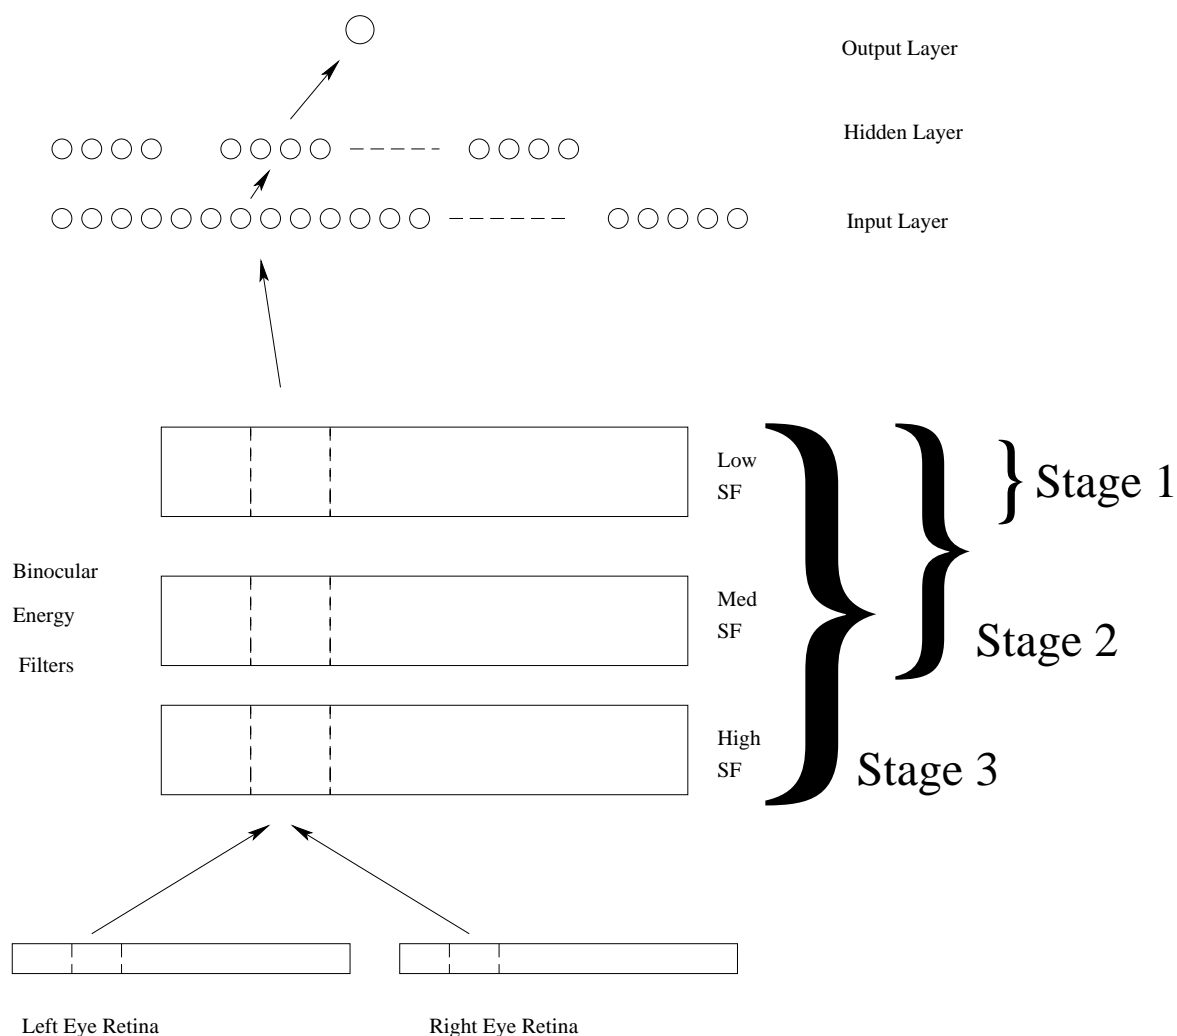 Output Layer
Hidden Layer
Input Layer
Low
SF
Stage 1
Binocular
Energy
Filters
Med
SF
Stage 2
High
SF
Stage 3
Left Eye Retina
Right Eye Retina